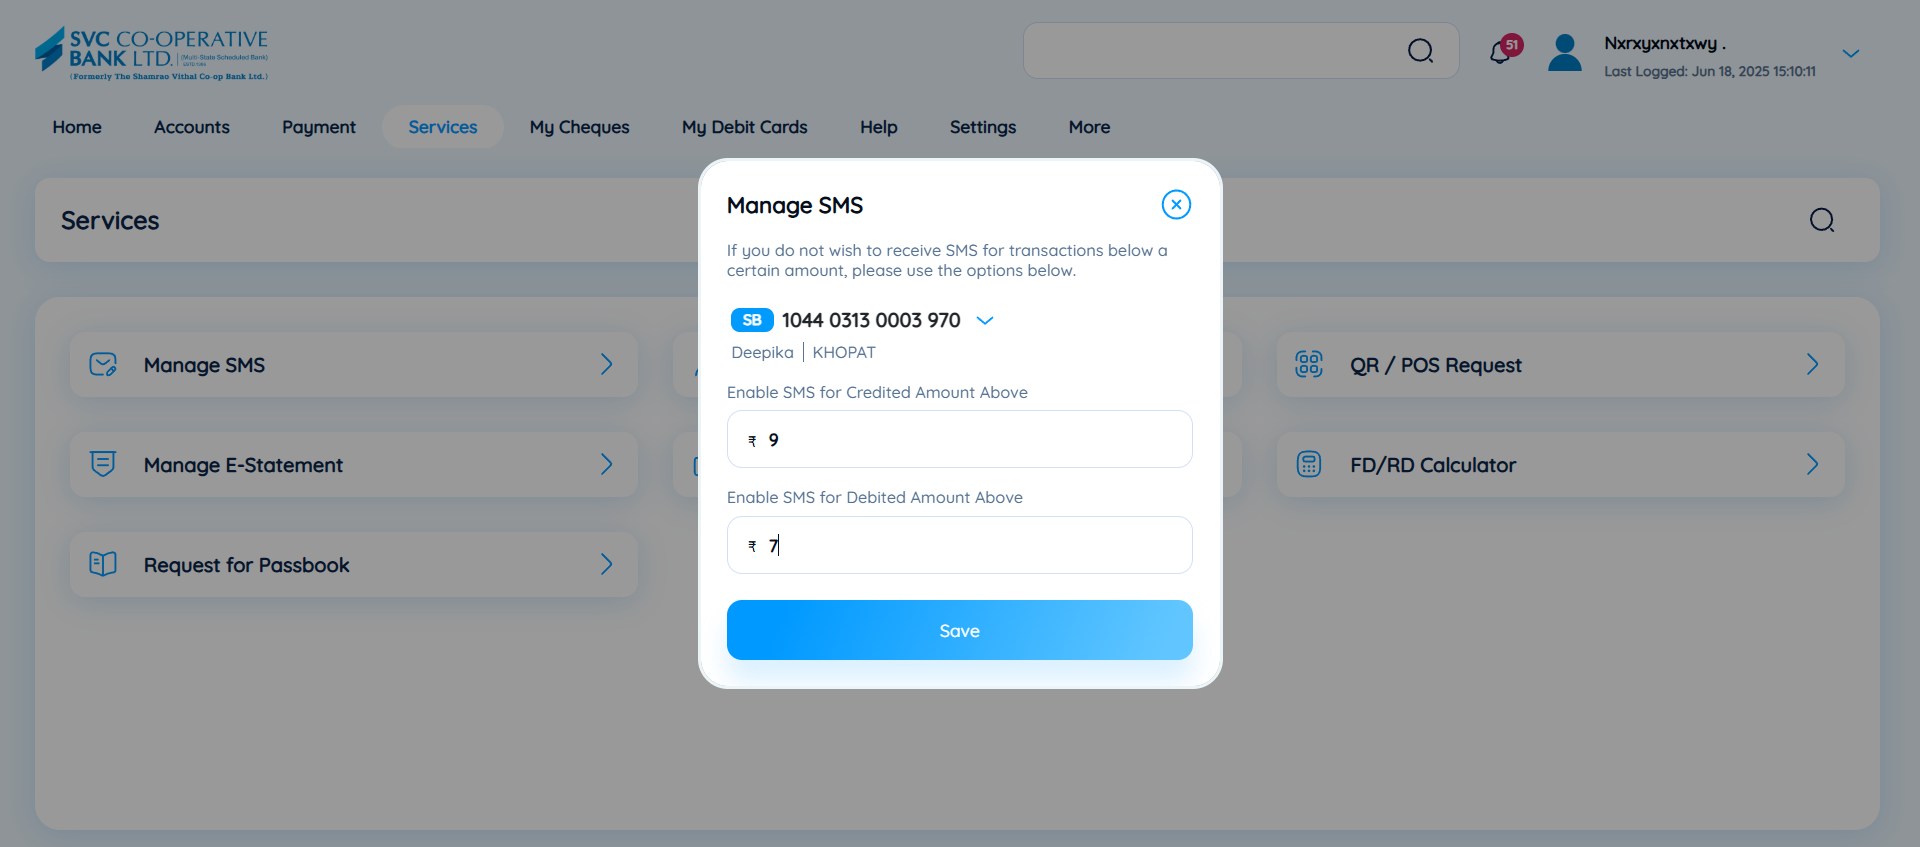 SVC CO-OPERATIVE
BANK LTD. (Multi-State Scheduled Bank)
(Formerly The Shamrao Vithal Co-op Bank Ltd.)
51
Nxrxyxnxtxwy .
Last Logged: Jun 18, 2025 15:10:11
Home Accounts Payment Services My Cheques My Debit Cards Help Settings More
Services
Manage SMS
If you do not wish to receive SMS for transactions below a
certain amount, please use the options below.
SB 1044 0313 0003 970
Deepika | KHOPAT
Enable SMS for Credited Amount Above
₹ 9
Enable SMS for Debited Amount Above
₹ 7
Save
Manage SMS
QR / POS Request
Manage E-Statement
FD/RD Calculator
Request for Passbook